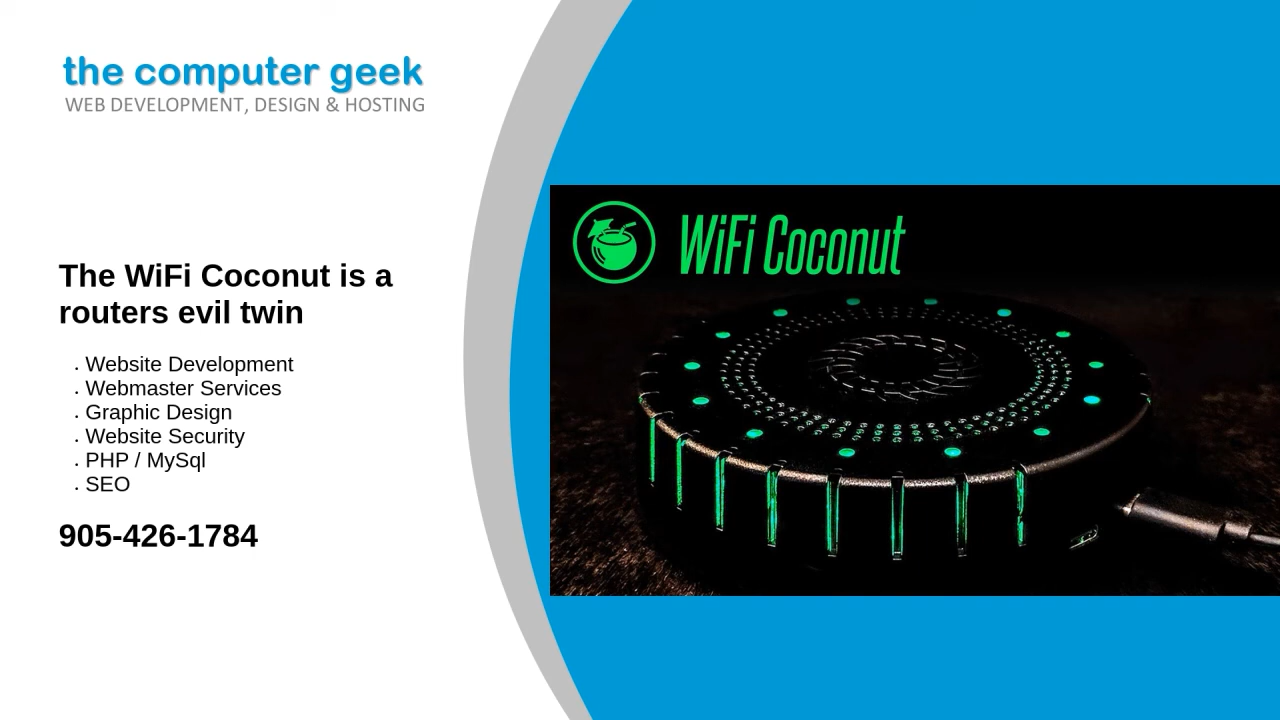 the computer geek
WEB DEVELOPMENT, DESIGN & HOSTING
The WiFi Coconut is a
routers evil twin
. Website Development
. Webmaster Services
. Graphic Design
. Website Security
. PHP / MySql
. SEO
905-426-1784
WiFi Coconut